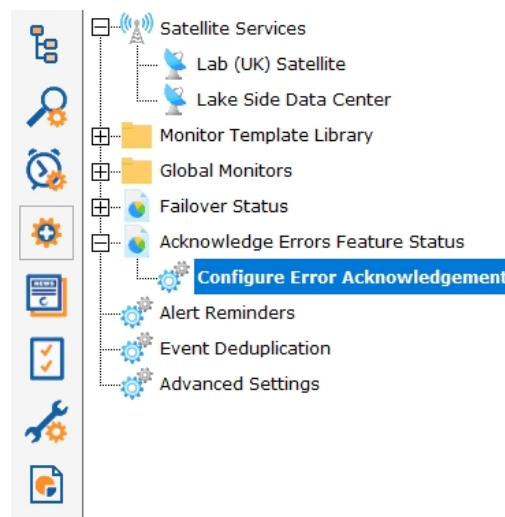 Satellite Services
Lab (UK) Satellite
Lake Side Data Center
Monitor Template Library
Global Monitors
Failover Status
Acknowledge Errors Feature Status
Configure Error Acknowledgement
Alert Reminders
Event Deduplication
Advanced Settings
NEWS